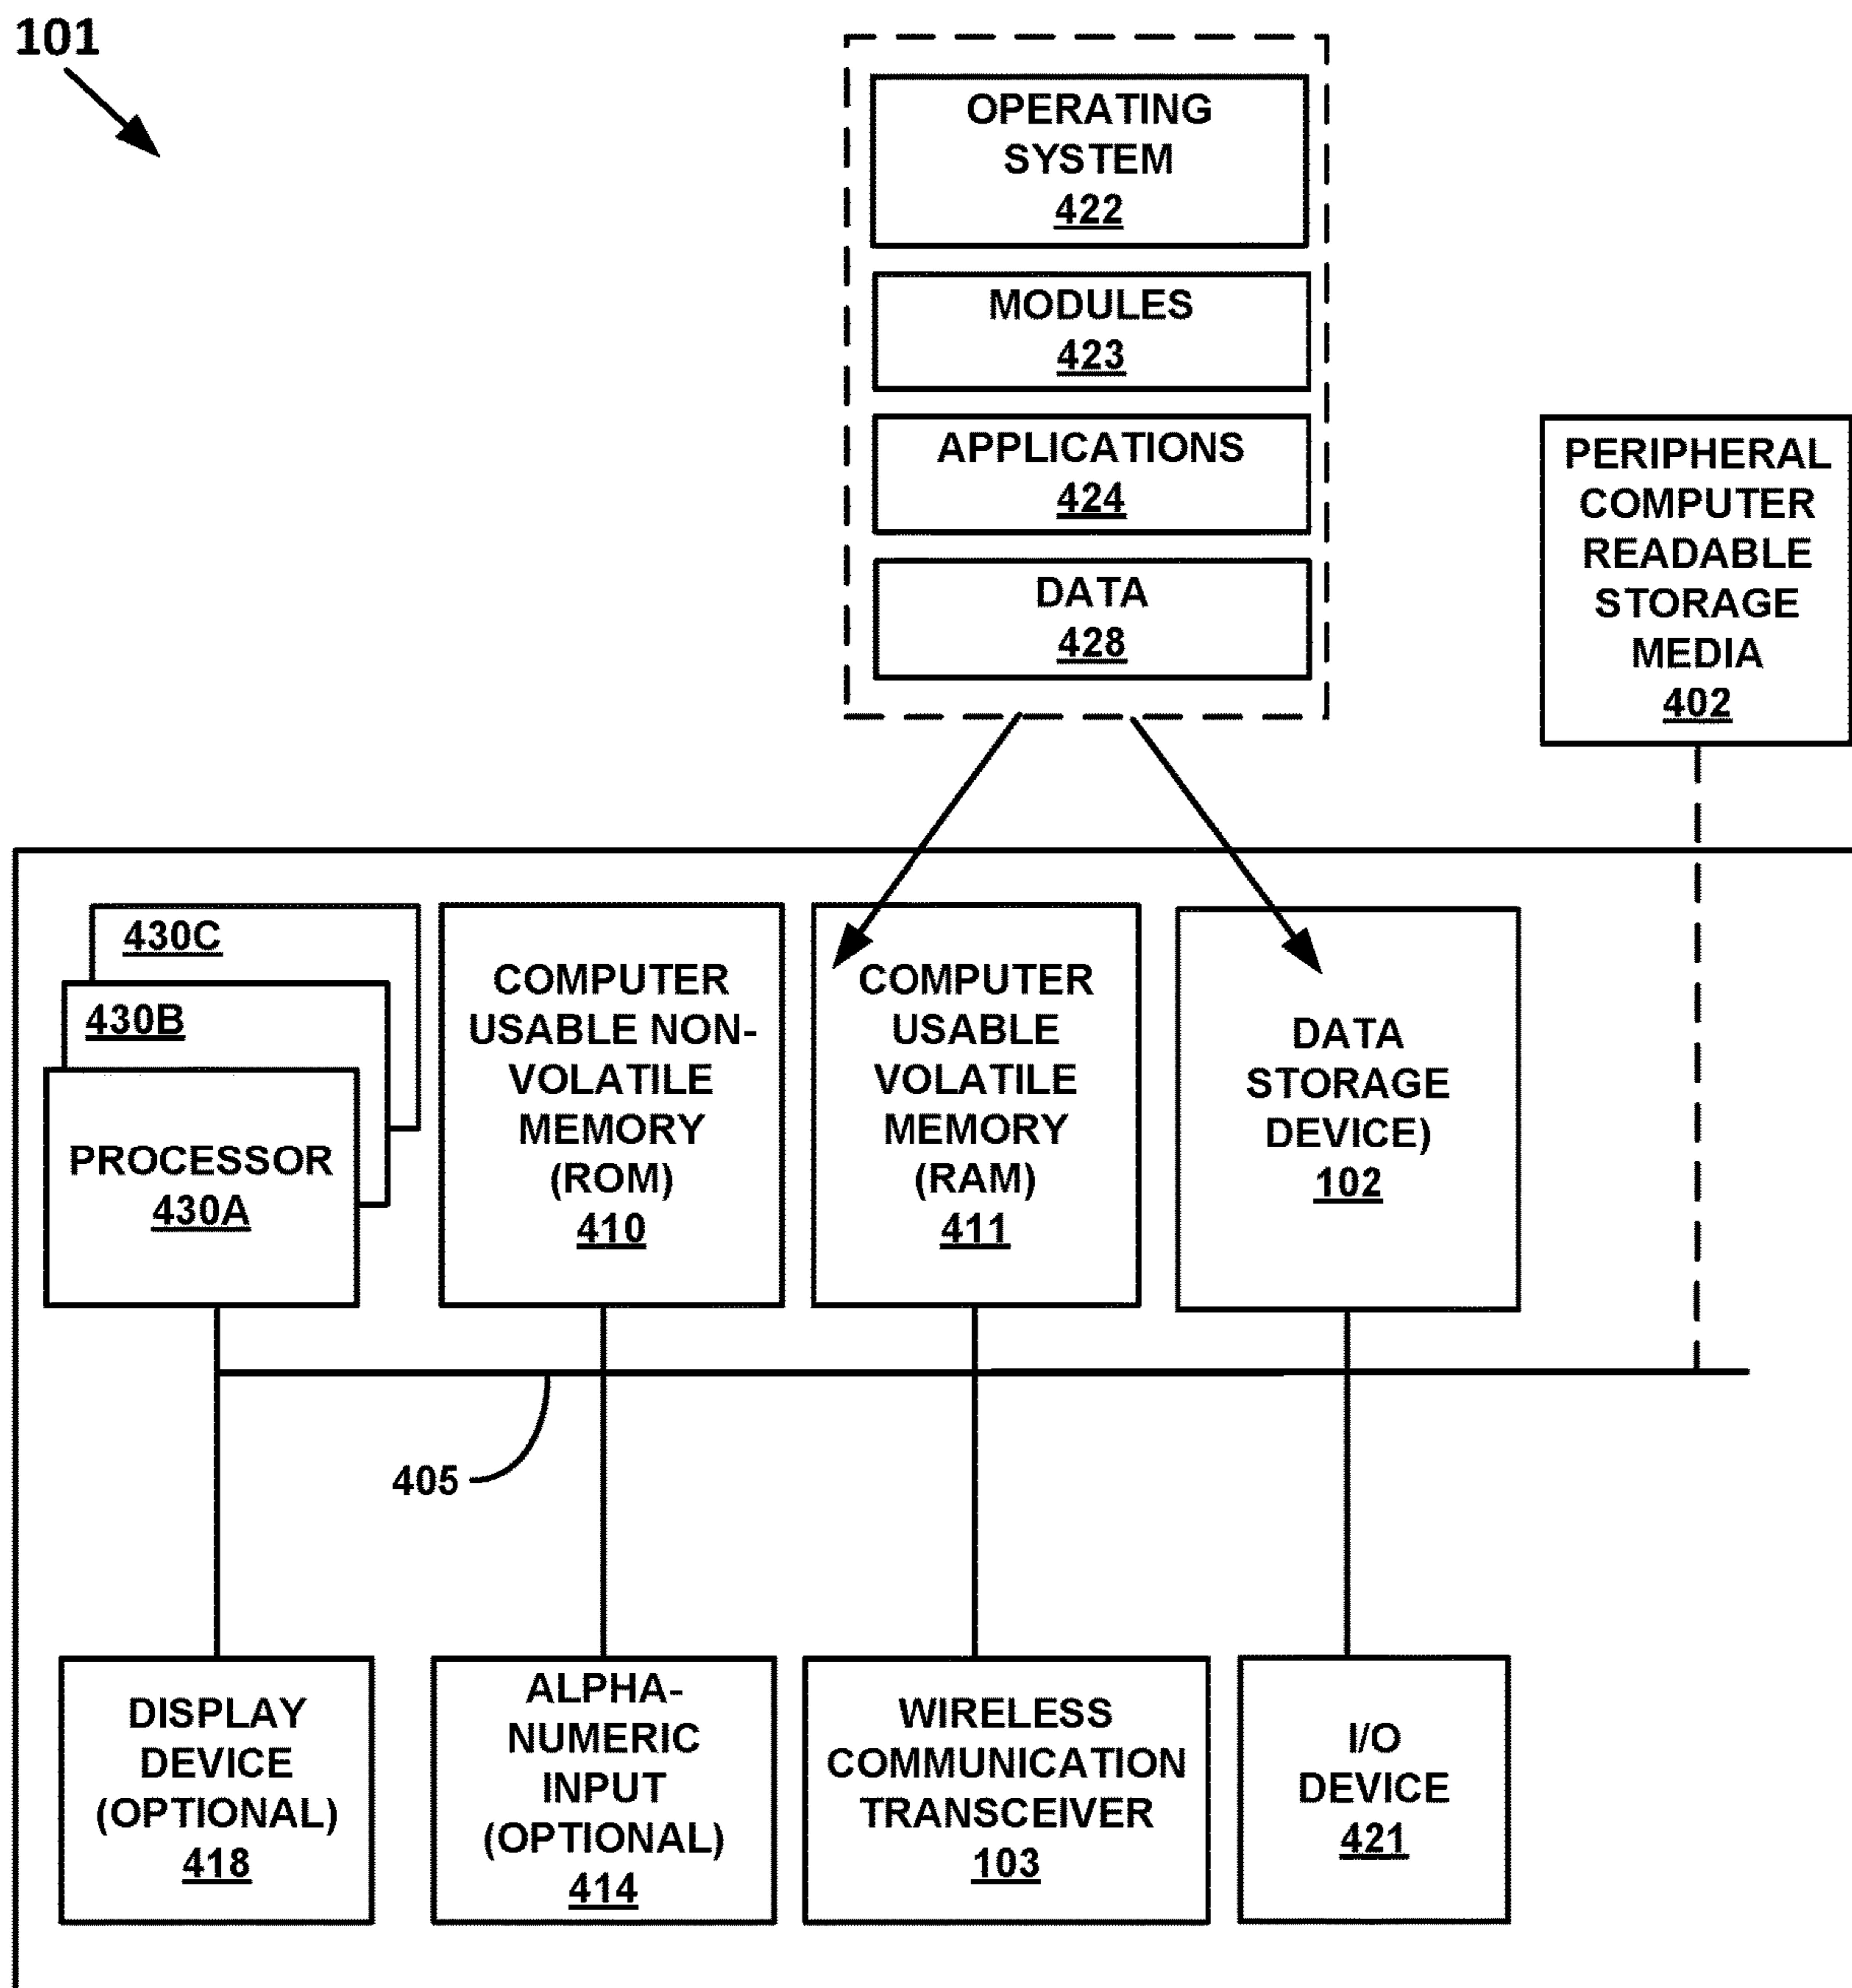 101
OPERATING
SYSTEM
422
MODULES
423
APPLICATIONS
424
DATA
428
PERIPHERAL
COMPUTER
READABLE
STORAGE
MEDIA
402
430C
430B
PROCESSOR
430A
COMPUTER
USABLE NON-
VOLATILE
MEMORY
(ROM)
410
COMPUTER
USABLE
VOLATILE
MEMORY
(RAM)
411
DATA
STORAGE
DEVICE)
102
405
DISPLAY
DEVICE
(OPTIONAL)
418
ALPHA-
NUMERIC
INPUT
(OPTIONAL)
414
WIRELESS
COMMUNICATION
TRANSCEIVER
103
I/O
DEVICE
421